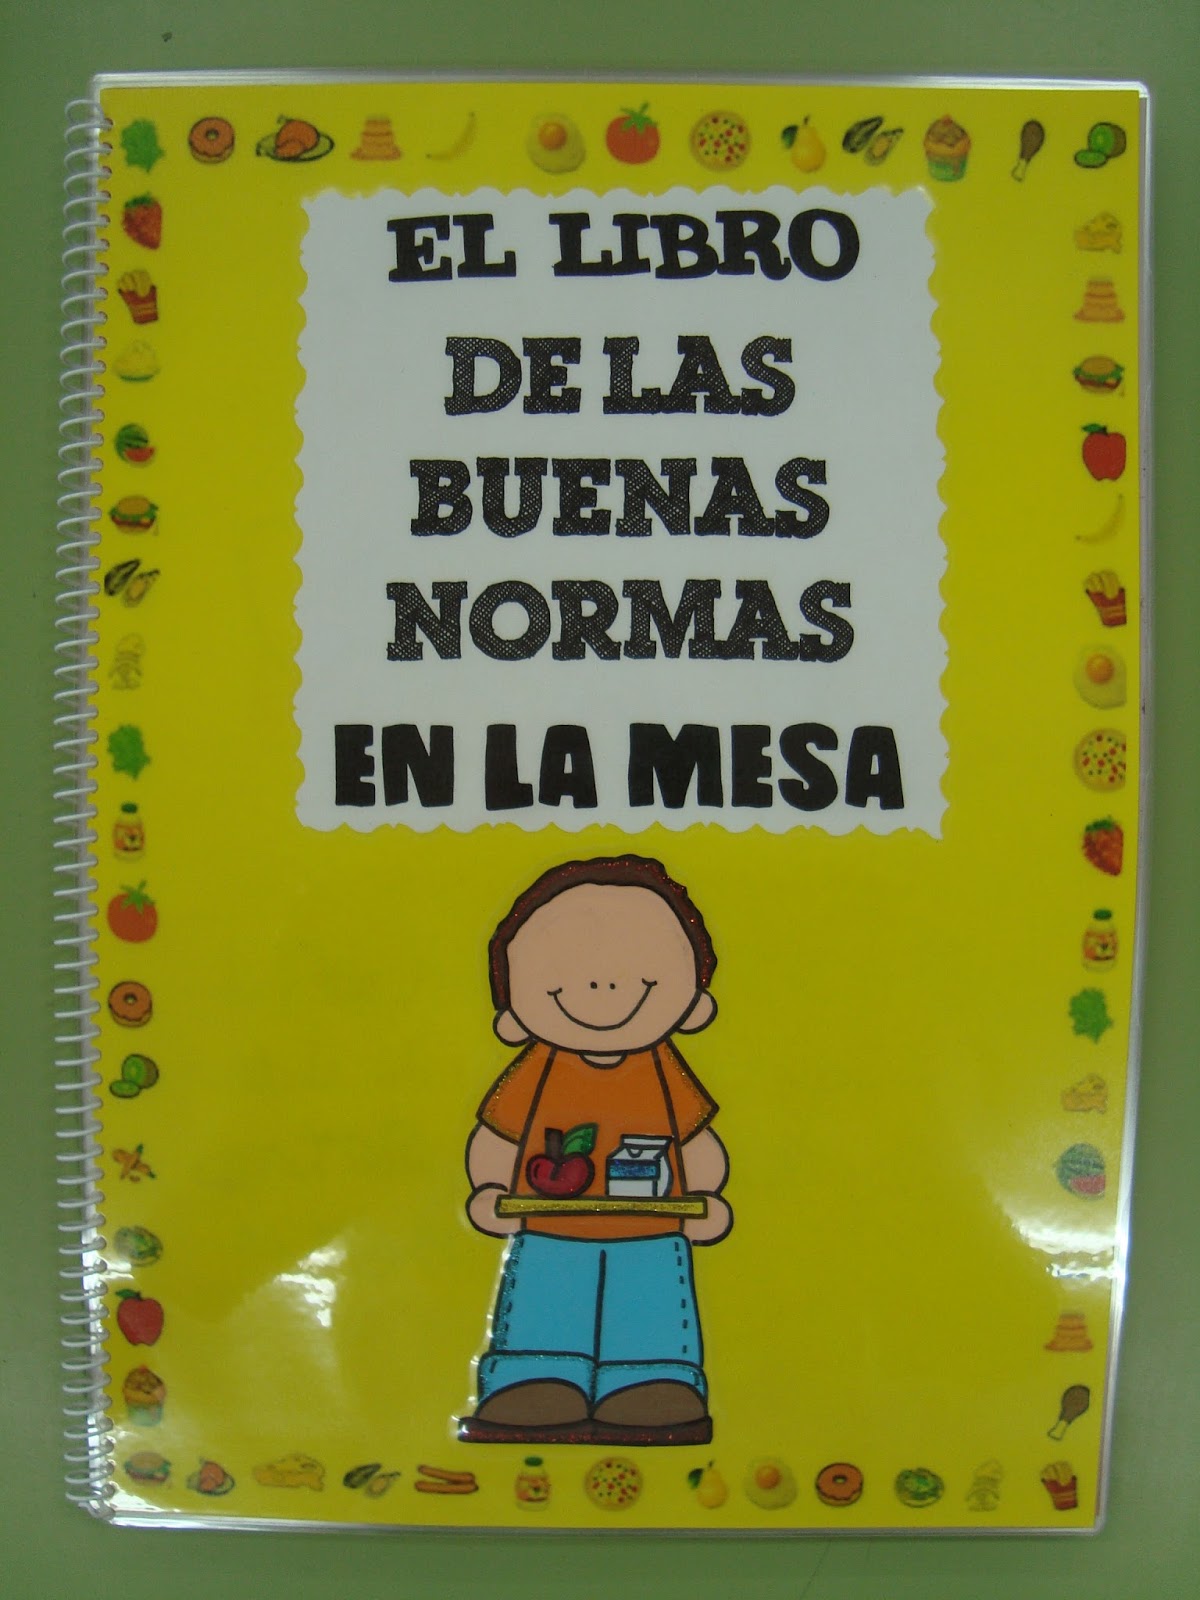 EL LIBRO
DE LAS
BUENAS
NORMAS
EN LA MESA